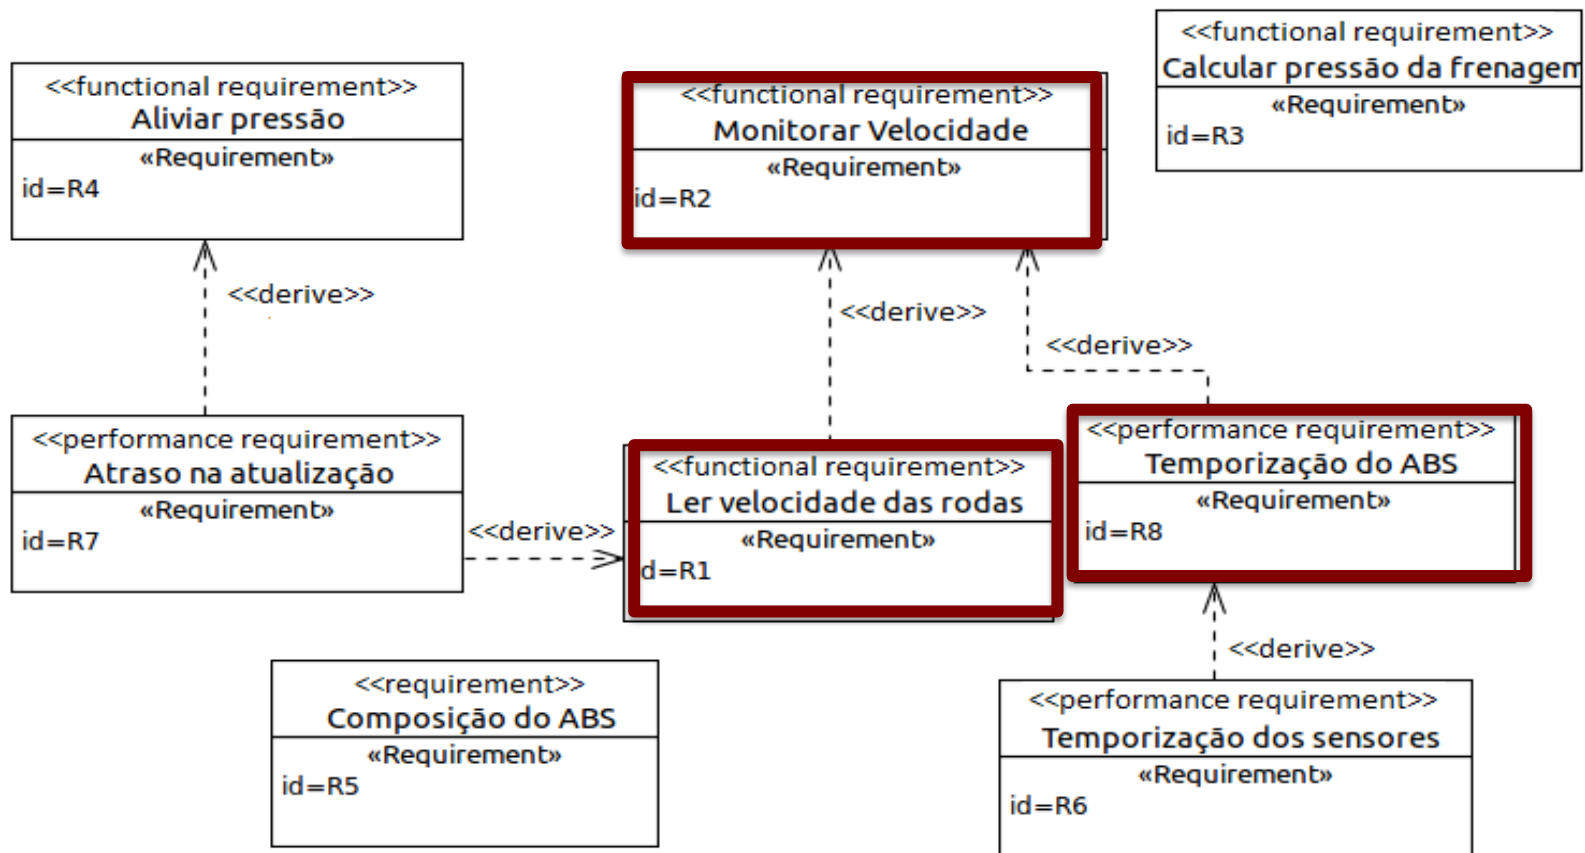 <<functional requirement>>
Calcular pressão da frenagem
«Requirement»
id=R3
<<functional requirement>>
Aliviar pressão
«Requirement»
id=R4
<<functional requirement>>
Monitorar Velocidade
«Requirement»
id=R2
<<derive>>
<<derive>>
<<derive>>
<<performance requirement>>
Atraso na atualização
«Requirement»
id=R7
<<derive>>
<<functional requirement>>
Ler velocidade das rodas
«Requirement»
d=R1
<<performance requirement>>
Temporização do ABS
«Requirement»
id=R8
<<derive>>
<<requirement>>
Composição do ABS
«Requirement»
id=R5
<<performance requirement>>
Temporização dos sensores
«Requirement»
id=R6